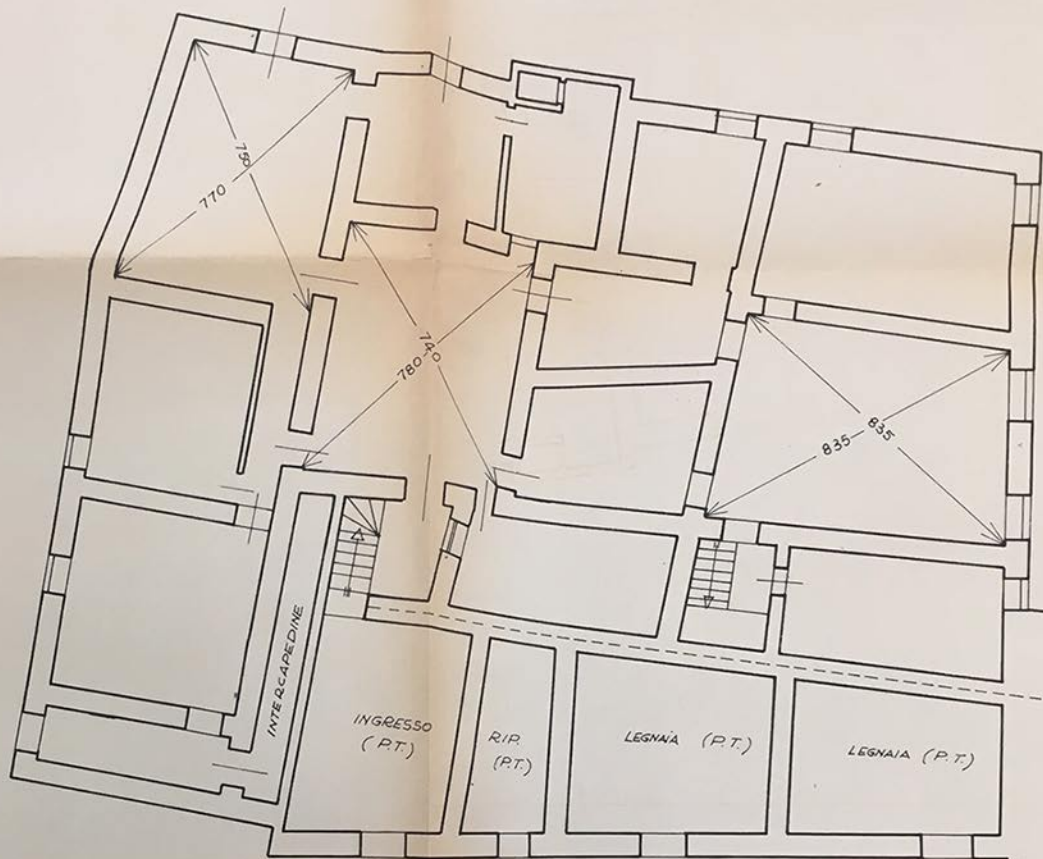 750
770
740
780
835
835
INTERCAPEDINE
INGRESSO
(P.T.)
RIP.
(P.T.)
LEGNAIA (P.T.)
LEGNAIA (P.T.)